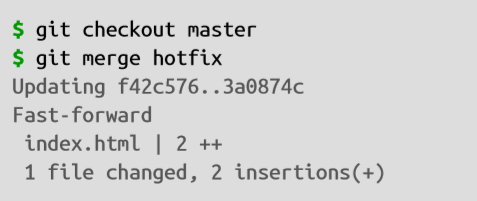 $ git checkout master
$ git merge hotfix
Updating f42c576..3a0874c
Fast-forward
 index.html | 2 ++
 1 file changed, 2 insertions(+)